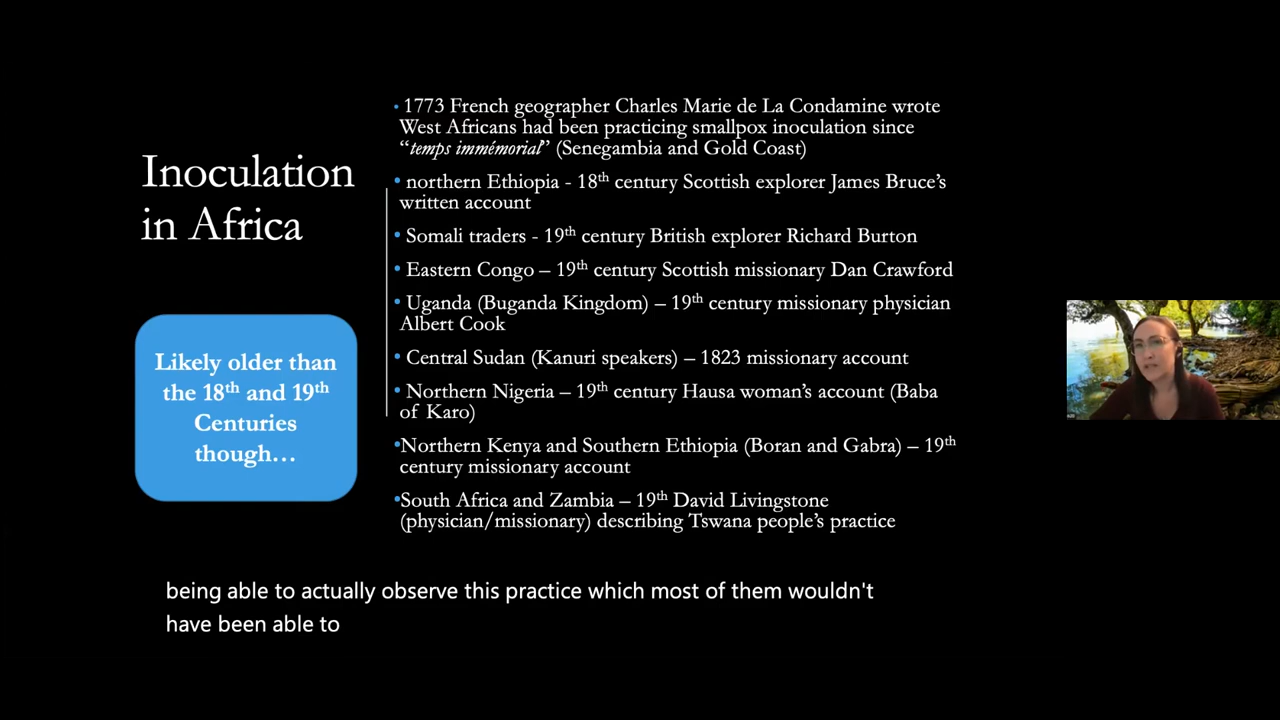 Inoculation
in Africa
Likely older than
the 18th and 19th
Centuries
though…
• 1773 French geographer Charles Marie de La Condamine wrote
West Africans had been practicing smallpox inoculation since
“temps immémorial” (Senegambia and Gold Coast)
• northern Ethiopia - 18th century Scottish explorer James Bruce’s
written account
• Somali traders - 19th century British explorer Richard Burton
• Eastern Congo – 19th century Scottish missionary Dan Crawford
• Uganda (Buganda Kingdom) – 19th century missionary physician
Albert Cook
• Central Sudan (Kanuri speakers) – 1823 missionary account
• Northern Nigeria – 19th century Hausa woman’s account (Baba
of Karo)
•Northern Kenya and Southern Ethiopia (Boran and Gabra) – 19th
century missionary account
•South Africa and Zambia – 19th David Livingstone
(physician/missionary) describing Tswana people’s practice
being able to actually observe this practice which most of them wouldn't
have been able to